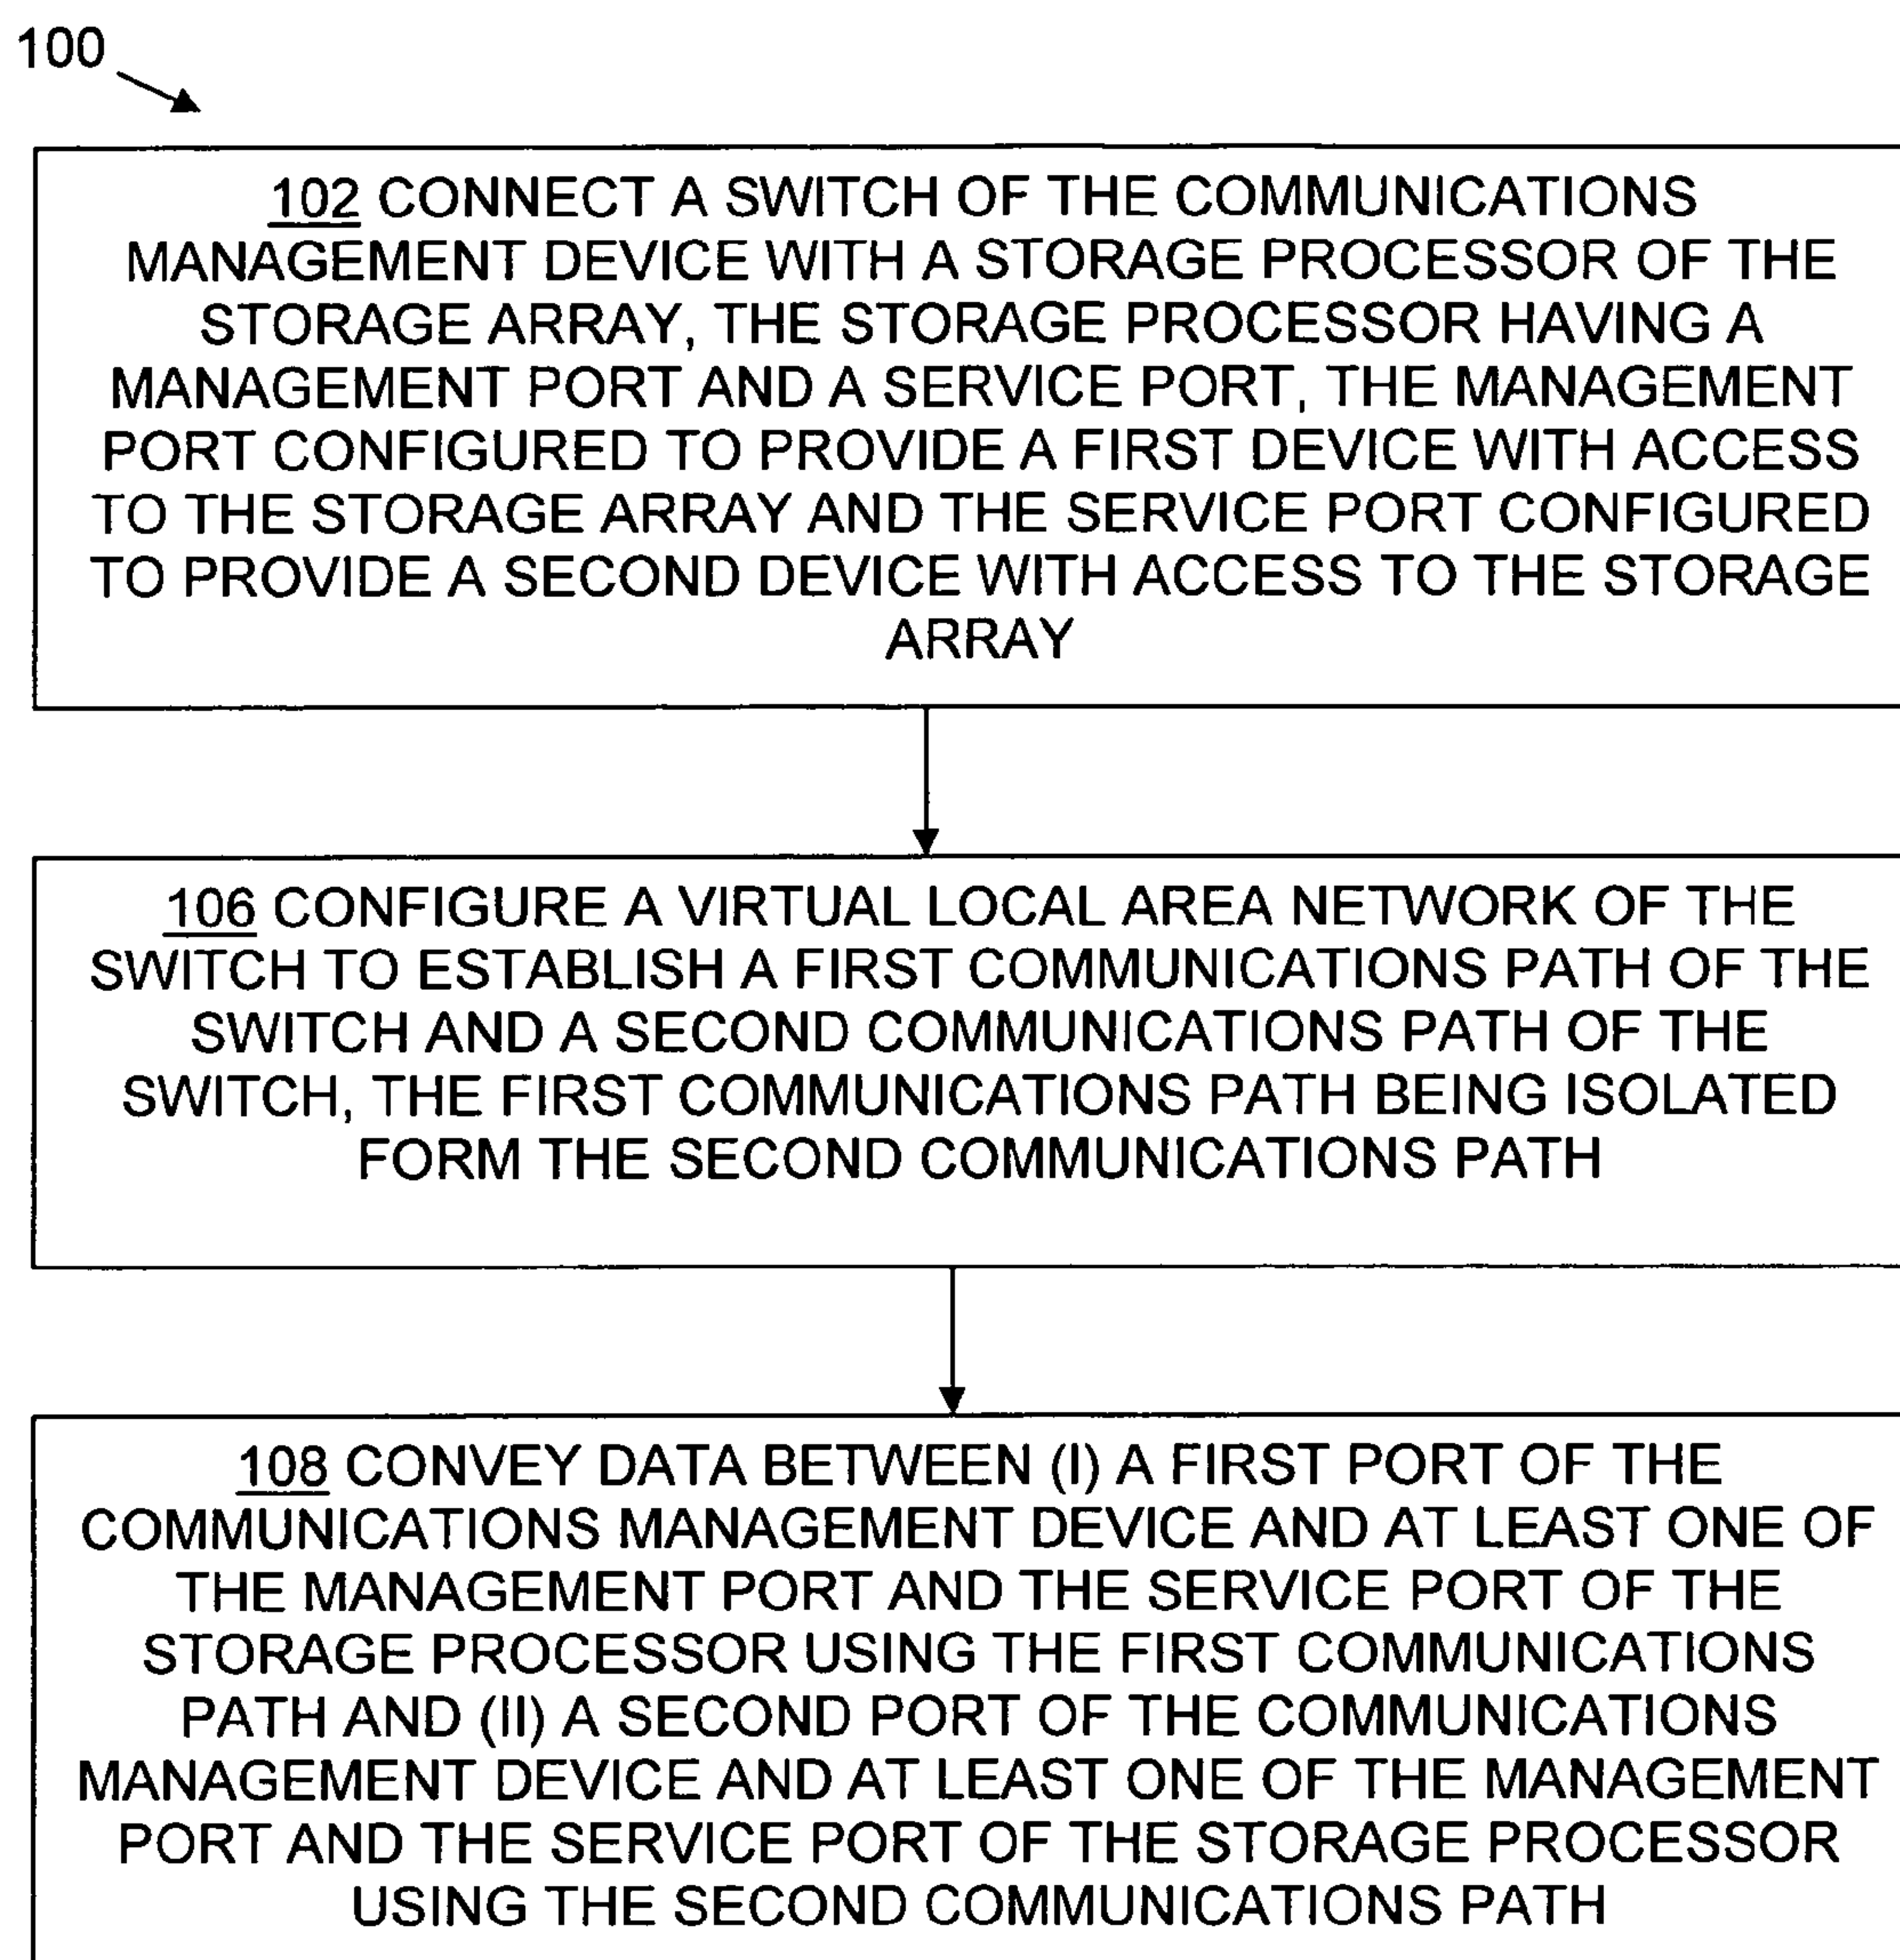 100
102 CONNECT A SWITCH OF THE COMMUNICATIONS
MANAGEMENT DEVICE WITH A STORAGE PROCESSOR OF THE
STORAGE ARRAY, THE STORAGE PROCESSOR HAVING A
MANAGEMENT PORT AND A SERVICE PORT, THE MANAGEMENT
PORT CONFIGURED TO PROVIDE A FIRST DEVICE WITH ACCESS
TO THE STORAGE ARRAY AND THE SERVICE PORT CONFIGURED
TO PROVIDE A SECOND DEVICE WITH ACCESS TO THE STORAGE
ARRAY
106 CONFIGURE A VIRTUAL LOCAL AREA NETWORK OF THE
SWITCH TO ESTABLISH A FIRST COMMUNICATIONS PATH OF THE
SWITCH AND A SECOND COMMUNICATIONS PATH OF THE
SWITCH, THE FIRST COMMUNICATIONS PATH BEING ISOLATED
FORM THE SECOND COMMUNICATIONS PATH
108 CONVEY DATA BETWEEN (I) A FIRST PORT OF THE
COMMUNICATIONS MANAGEMENT DEVICE AND AT LEAST ONE OF
THE MANAGEMENT PORT AND THE SERVICE PORT OF THE
STORAGE PROCESSOR USING THE FIRST COMMUNICATIONS
PATH AND (II) A SECOND PORT OF THE COMMUNICATIONS
MANAGEMENT DEVICE AND AT LEAST ONE OF THE MANAGEMENT
PORT AND THE SERVICE PORT OF THE STORAGE PROCESSOR
USING THE SECOND COMMUNICATIONS PATH